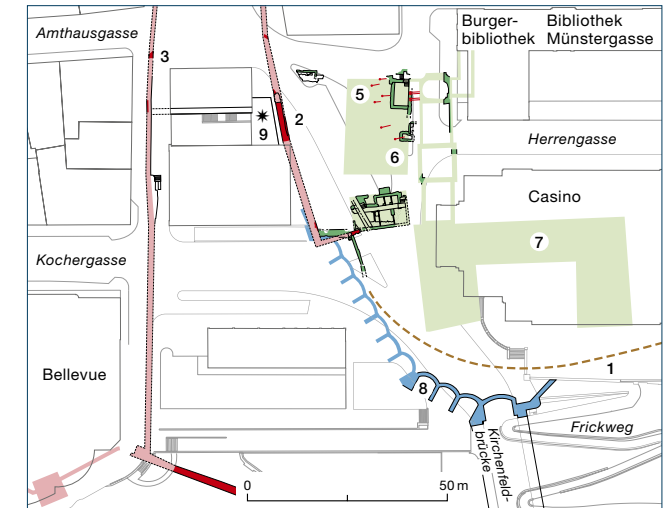 Amthausgasse
3
Burger-
bibliothek
Bibliothek
Münstergasse
5
2
9
6
Herrengasse
Casino
7
Kochergasse
Bellevue
1
8
Kirchenfeld-
brücke
Frickweg
0
50 m